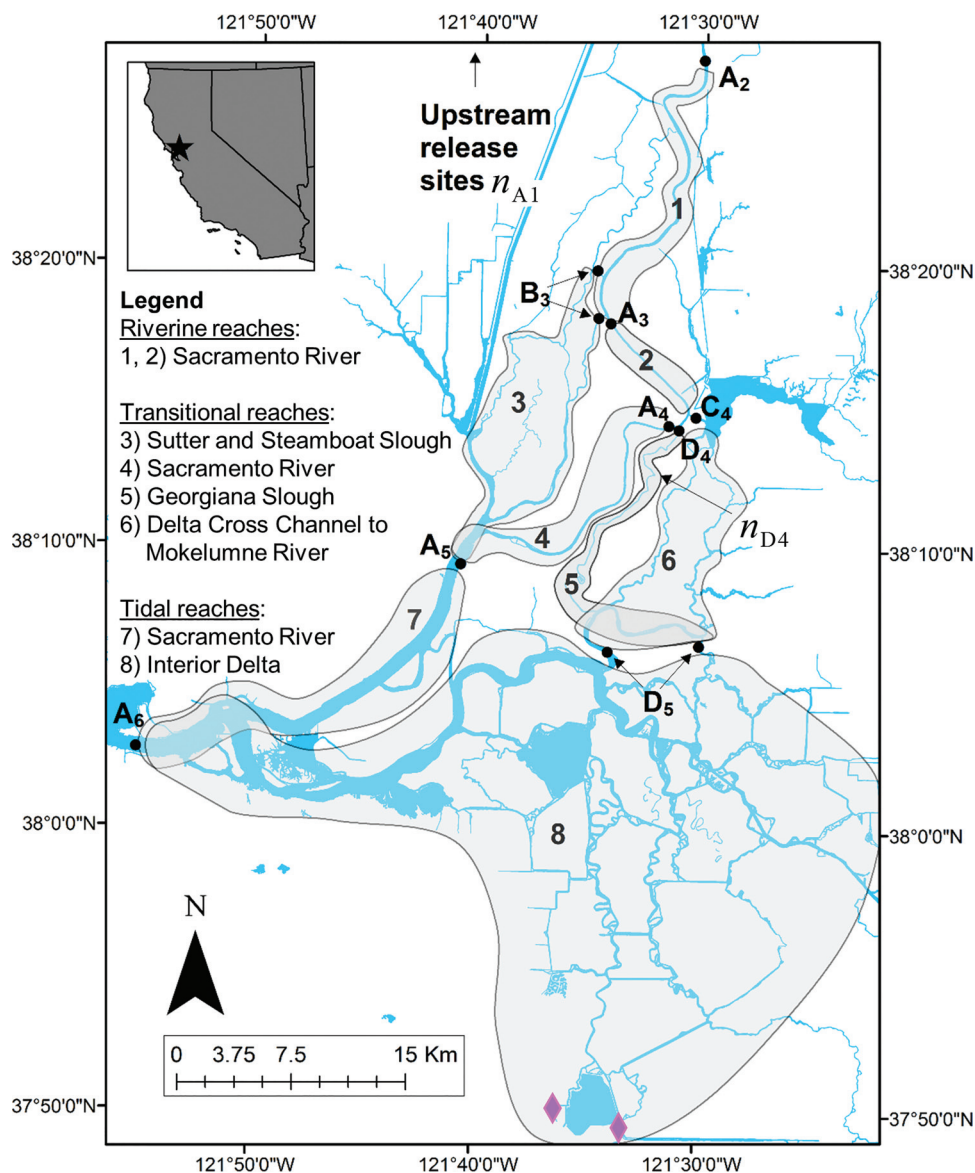 121°50'0"W
121°40'0"W
121°30'0"W
A2
Upstream
release
sites nA1
1
38°20'0"N
38°20'0"N
B3
A3
Legend
Riverine reaches:
1, 2) Sacramento River
2
Transitional reaches:
3) Sutter and Steamboat Slough
4) Sacramento River
5) Georgiana Slough
6) Delta Cross Channel to
Mokelumne River
3
A4
C4
D4
nD4
38°10'0"N
38°10'0"N
A5
4
5
6
Tidal reaches:
7) Sacramento River
8) Interior Delta
7
D5
A6
38°0'0"N
38°0'0"N
8
N
0 3.75 7.5 15 Km
37°50'0"N
37°50'0"N
121°50'0"W
121°40'0"W
121°30'0"W